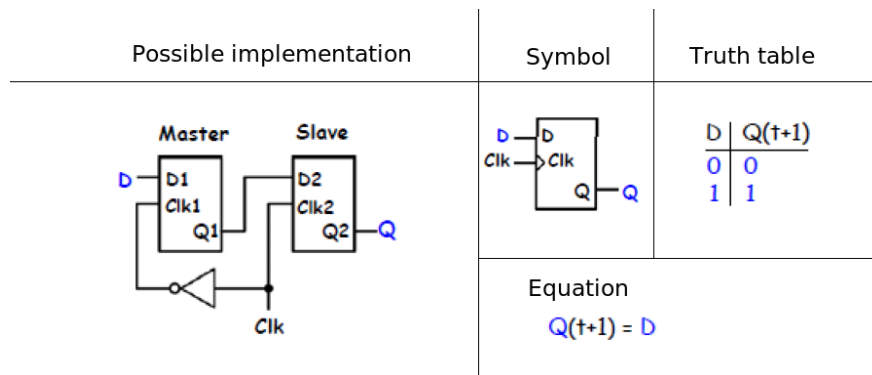 Possible implementation
Symbol
Truth table
Master
Slave
D
D1
Clk1
Q1
D2
Clk2
Q2
Q
Clk
D
D
Clk
Clk
Q
Q
D Q(t+1)
0 0
1 1
Equation
Q(t+1) = D